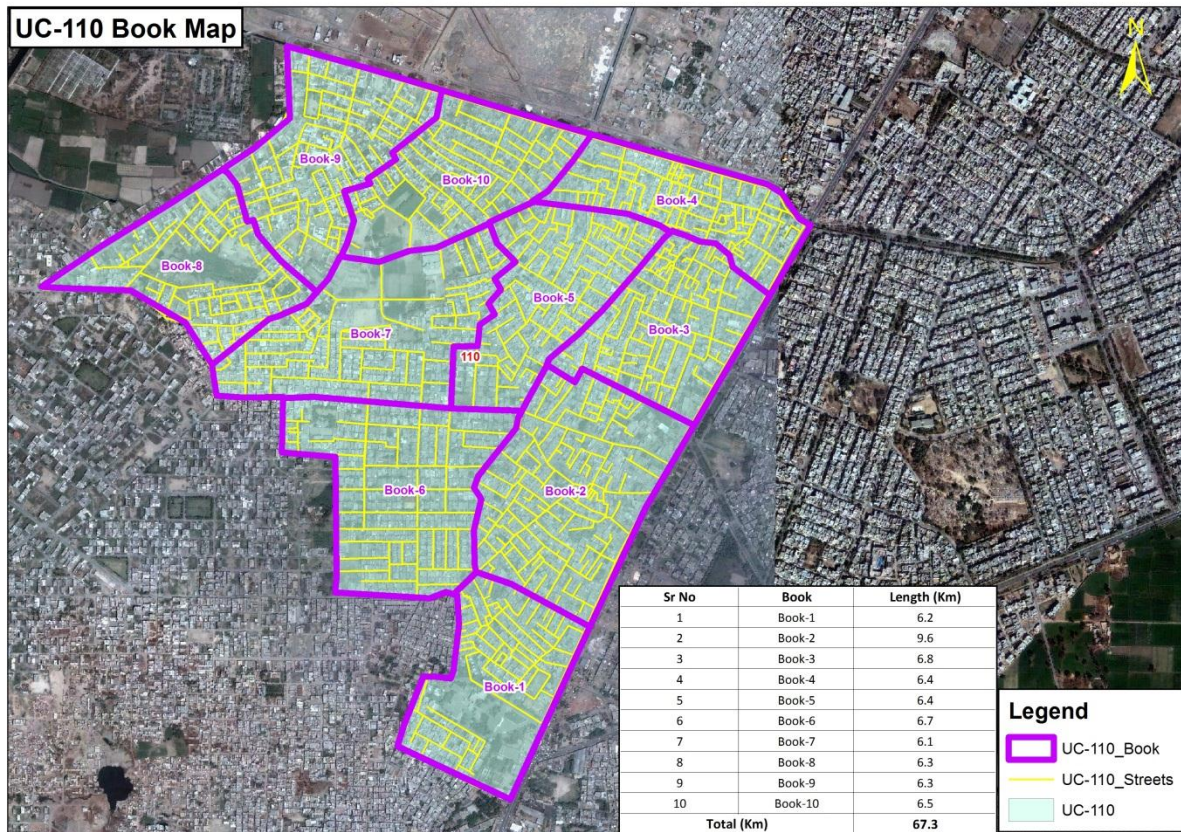 UC-110 Book Map
N
Book-9
Book-10
Book-4
Book-8
Book-5
Book-7
Book-3
110
Book-6
Book-2
Book-1
Sr No Book Length (Km)
1 Book-1 6.2
2 Book-2 9.6
3 Book-3 6.8
4 Book-4 6.4
5 Book-5 6.4
6 Book-6 6.7
7 Book-7 6.1
8 Book-8 6.3
9 Book-9 6.3
10 Book-10 6.5
Total (Km) 67.3
Legend
UC-110_Book
UC-110_Streets
UC-110